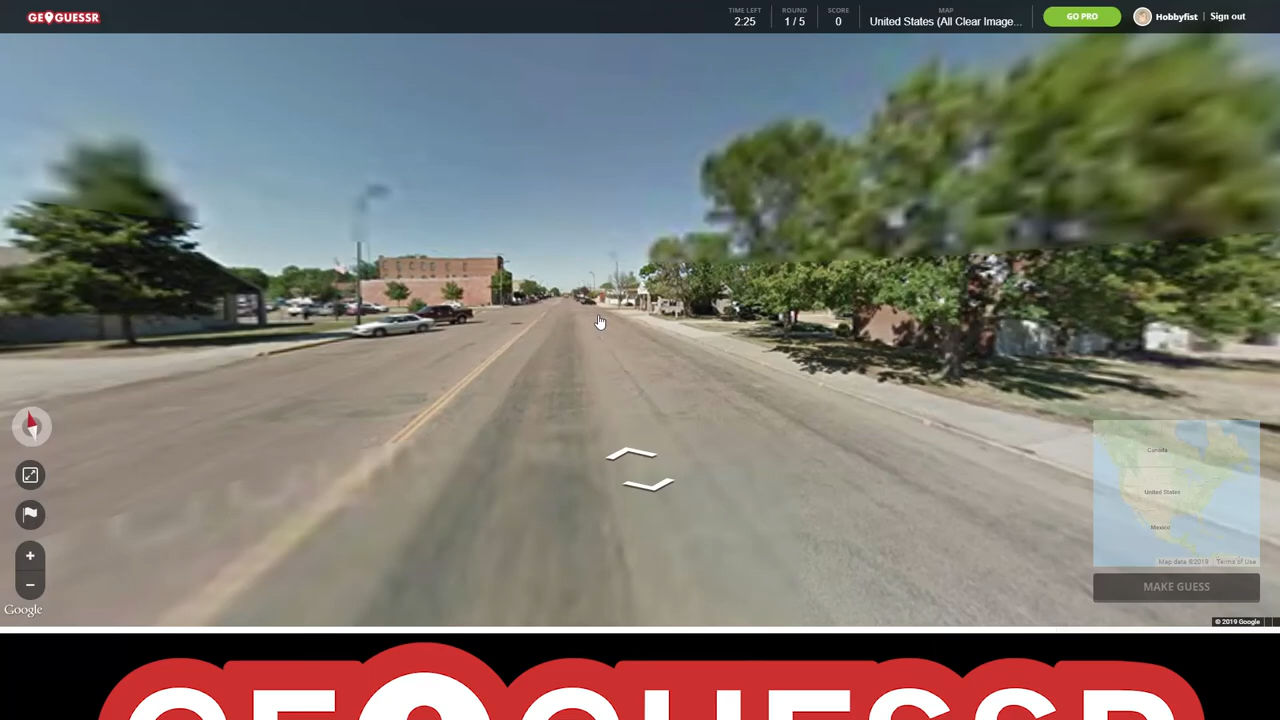 GEOGUESSR
TIME LEFT
2:25
ROUND
1 / 5
SCORE
0
MAP
United States (All Clear Image...
GO PRO
Hobbyfist
Sign out
Canada
United States
Mexico
Map data ©2019
Terms of Use
MAKE GUESS
+
−
Google
© 2019 Google
GEOGUESSR